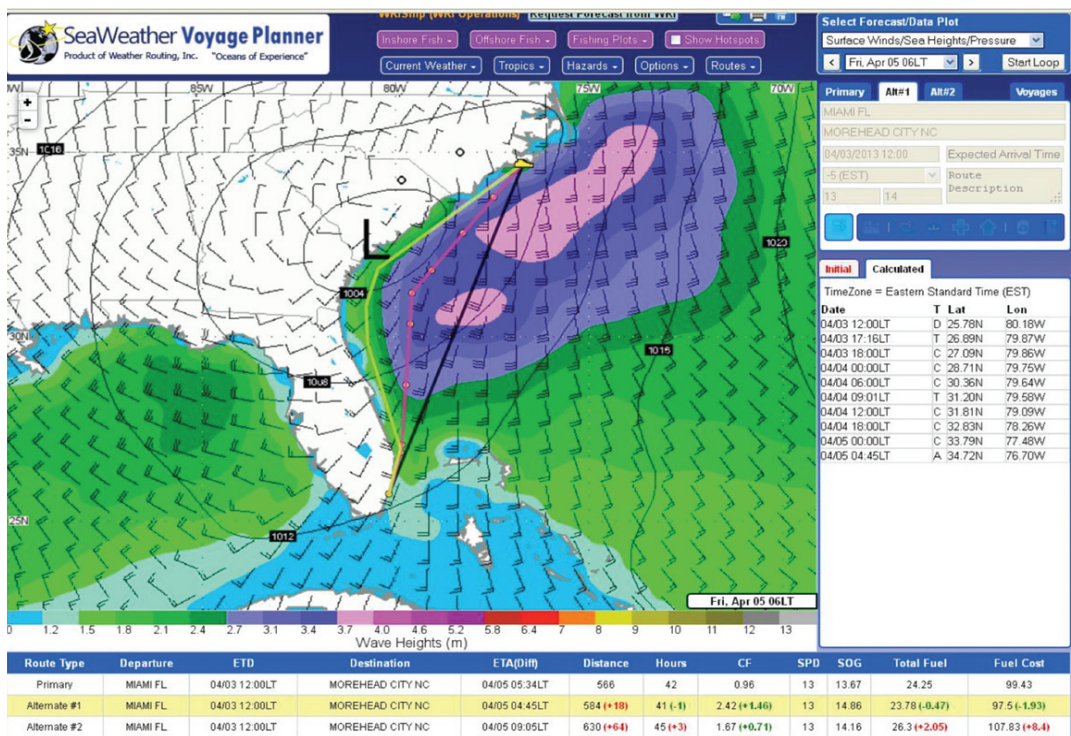 SeaWeather Voyage Planner
Product of Weather Routing, Inc. "Oceans of Experience"
WRIShip (WRI Operations) Request Forecast from WRI
Inshore Fish Offshore Fish Fishing Plots Show Hotspots
Current Weather Tropics Hazards Options Routes
Select Forecast/Data Plot
Surface Winds/Sea Heights/Pressure
< Fri, Apr 05 06LT > Start Loop
Primary Alt#1 Alt#2 Voyages
MIAMI FL
MOREHEAD CITY NC
04/03/2013 12:00 Expected Arrival Time
-5 (EST) Route
Description
13 14
Initial Calculated
TimeZone = Eastern Standard Time (EST)
Date T Lat Lon
04/03 12:00LT D 25.78N 80.18W
04/03 17:16LT T 26.89N 79.87W
04/03 18:00LT C 27.09N 79.86W
04/04 00:00LT C 28.71N 79.75W
04/04 06:00LT C 30.36N 79.64W
04/04 09:01LT T 31.20N 79.58W
04/04 12:00LT C 31.81N 79.09W
04/04 18:00LT C 32.83N 78.26W
04/05 00:00LT C 33.79N 77.48W
04/05 04:45LT A 34.72N 76.70W
+
-
W 85W 80W 75W 70W
1016
35N
L
1020
1004
30N
1016
1008
25N
1012
Fri, Apr 05 06LT
0 1.2 1.5 1.8 2.1 2.4 2.7 3.1 3.4 3.7 4.0 4.6 5.2 5.8 6.4 7 8 9 10 11 12 13
Wave Heights (m)
Route Type Departure ETD Destination ETA(Diff) Distance Hours CF SPD SOG Total Fuel Fuel Cost
Primary MIAMI FL 04/03 12:00LT MOREHEAD CITY NC 04/05 05:34LT 566 42 0.96 13 13.67 24.25 99.43
Alternate #1 MIAMI FL 04/03 12:00LT MOREHEAD CITY NC 04/05 04:45LT 584 (+18) 41 (-1) 2.42 (+1.46) 13 14.86 23.78 (-0.47) 97.5 (-1.93)
Alternate #2 MIAMI FL 04/03 12:00LT MOREHEAD CITY NC 04/05 09:05LT 630 (+64) 45 (+3) 1.67 (+0.71) 13 14.16 26.3 (+2.05) 107.83 (+8.4)